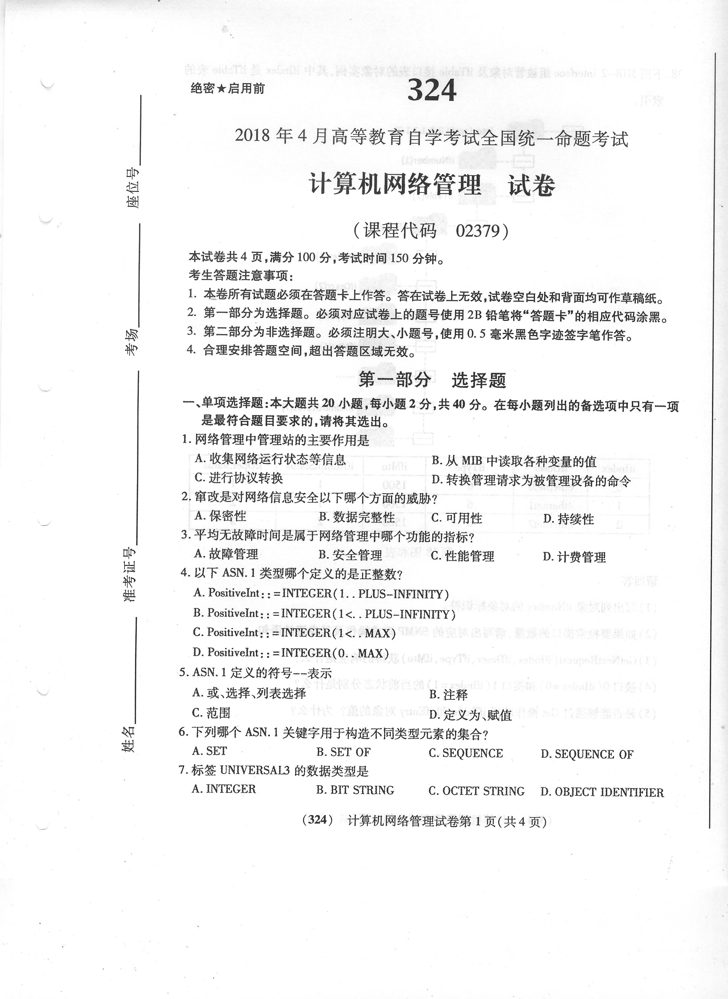 绝密★启用前
324
2018 年 4 月高等教育自学考试全国统一命题考试
计算机网络管理 试卷
(课程代码 02379)
本试卷共 4 页,满分 100 分,考试时间 150 分钟。
考生答题注意事项:
1. 本卷所有试题必须在答题卡上作答。答在试卷上无效,试卷空白处和背面均可作草稿纸。
2. 第一部分为选择题。必须对应试卷上的题号使用 2B 铅笔将“答题卡”的相应代码涂黑。
3. 第二部分为非选择题。必须注明大、小题号,使用 0.5 毫米黑色字迹签字笔作答。
4. 合理安排答题空间,超出答题区域无效。
第一部分 选择题
一、单项选择题:本大题共 20 小题,每小题 2 分,共 40 分。在每小题列出的备选项中只有一项
是最符合题目要求的,请将其选出。
1. 网络管理中管理站的主要作用是
A. 收集网络运行状态等信息 B. 从 MIB 中读取各种变量的值
C. 进行协议转换 D. 转换管理请求为被管理设备的命令
2. 窜改是对网络信息安全以下哪个方面的威胁?
A. 保密性 B. 数据完整性 C. 可用性 D. 持续性
3. 平均无故障时间是属于网络管理中哪个功能的指标?
A. 故障管理 B. 安全管理 C. 性能管理 D. 计费管理
4. 以下 ASN.1 类型哪个定义的是正整数?
A. PositiveInt::=INTEGER(1..PLUS-INFINITY)
B. PositiveInt::=INTEGER(1<..PLUS-INFINITY)
C. PositiveInt::=INTEGER(1<..MAX)
D. PositiveInt::=INTEGER(0..MAX)
5. ASN.1 定义的符号--表示
A. 或、选择、列表选择 B. 注释
C. 范围 D. 定义为、赋值
6. 下列哪个 ASN.1 关键字用于构造不同类型元素的集合?
A. SET B. SET OF C. SEQUENCE D. SEQUENCE OF
7. 标签 UNIVERSAL3 的数据类型是
A. INTEGER B. BIT STRING C. OCTET STRING D. OBJECT IDENTIFIER
(324) 计算机网络管理试卷第 1 页(共 4 页)
座位号
考场
准考证号
姓名